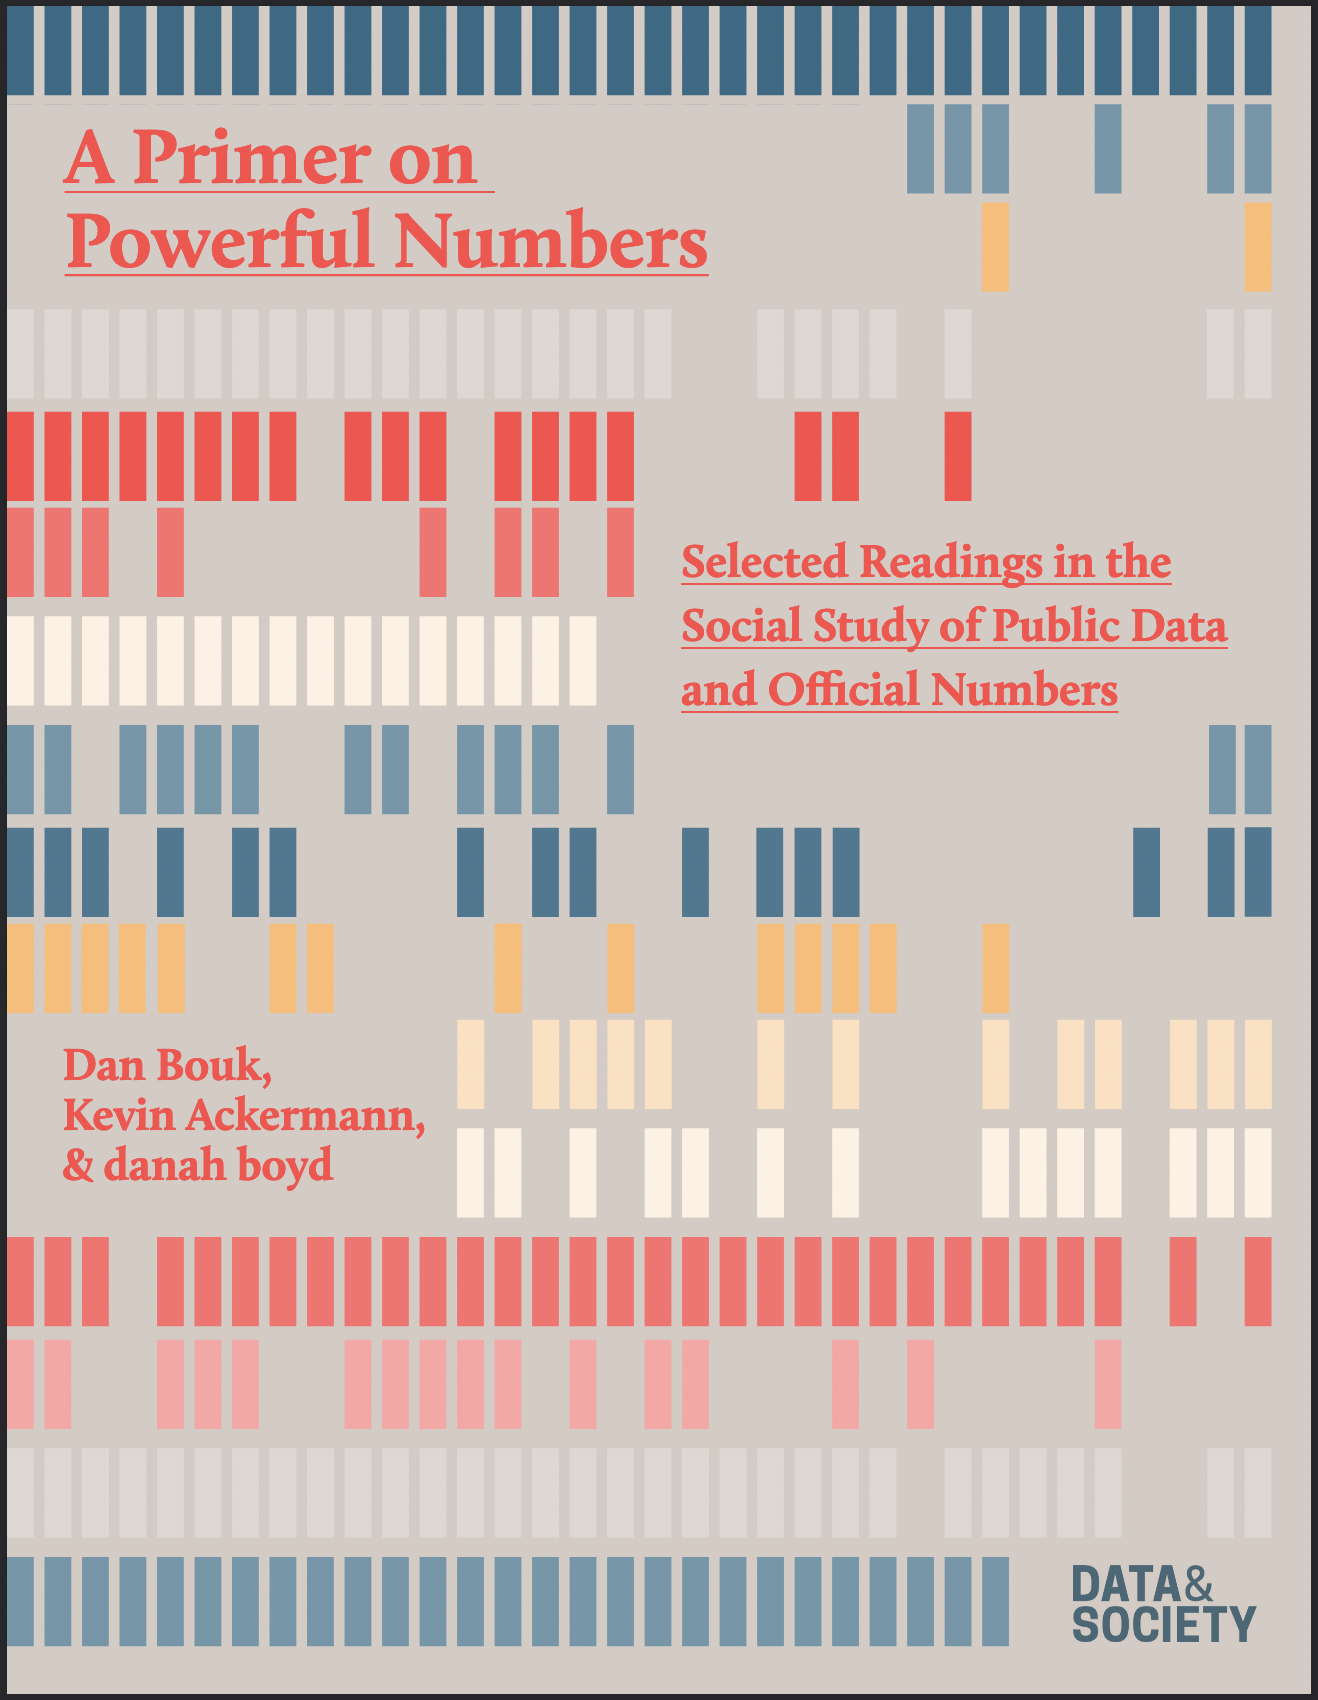 A Primer on
Powerful Numbers
Selected Readings in the
Social Study of Public Data
and Official Numbers
Dan Bouk,
Kevin Ackermann,
& danah boyd
DATA&
SOCIETY